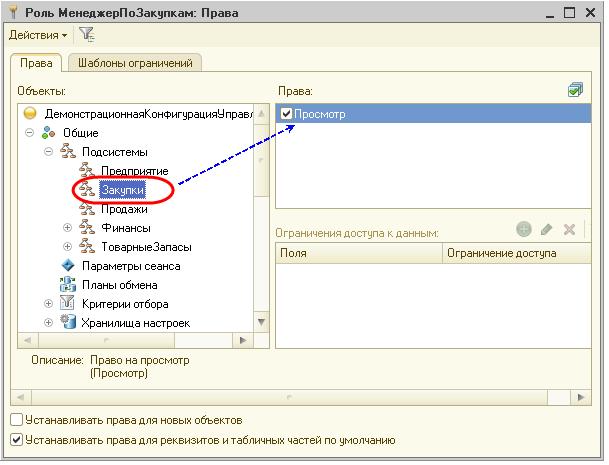 Роль МенеджерПоЗакупкам: Права
Действия
Права
Шаблоны ограничений
Объекты:
Права:
ДемонстрационнаяКонфигурацияУправл
Просмотр
Общие
Подсистемы
Предприятие
Закупки
Продажи
Финансы
ТоварныеЗапасы
Ограничения доступа к данным:
Поля
Ограничение доступа
Параметры сеанса
Планы обмена
Критерии отбора
Хранилища настроек
Описание: Право на просмотр
(Просмотр)
Устанавливать права для новых объектов
Устанавливать права для реквизитов и табличных частей по умолчанию